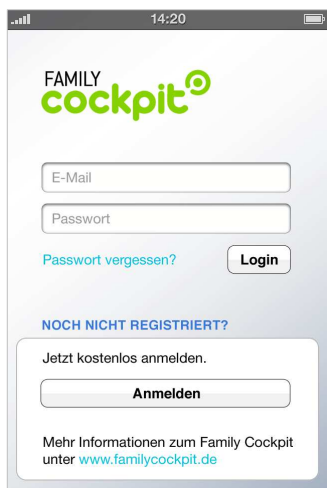 14:20
FAMILY
cockpit
E-Mail
Passwort
Passwort vergessen?
Login
NOCH NICHT REGISTRIERT?
Jetzt kostenlos anmelden.
Anmelden
Mehr Informationen zum Family Cockpit
unter www.familycockpit.de